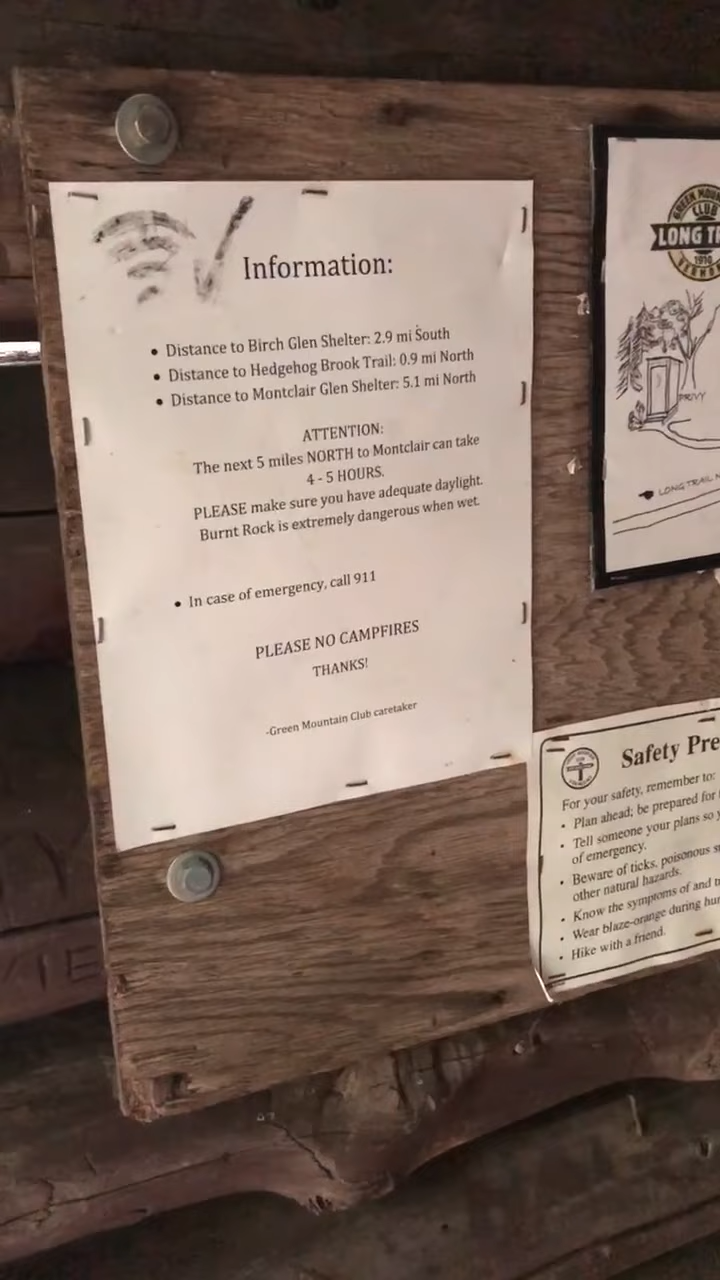 Information:
• Distance to Birch Glen Shelter: 2.9 mi South
• Distance to Hedgehog Brook Trail: 0.9 mi North
• Distance to Montclair Glen Shelter: 5.1 mi North
ATTENTION:
The next 5 miles NORTH to Montclair can take
4 - 5 HOURS.
PLEASE make sure you have adequate daylight.
Burnt Rock is extremely dangerous when wet.
• In case of emergency, call 911
PLEASE NO CAMPFIRES
THANKS!
-Green Mountain Club caretaker
GREEN MOUN
CLUB
LONG T
1910
VERMO
PRIVY
LONG TRAIL
Safety Pre
For your safety, remember to:
• Plan ahead; be prepared for
• Tell someone your plans so
of emergency.
• Beware of ticks, poisonous
other natural hazards.
• Know the symptoms of and
• Wear blaze-orange during
• Hike with a friend.